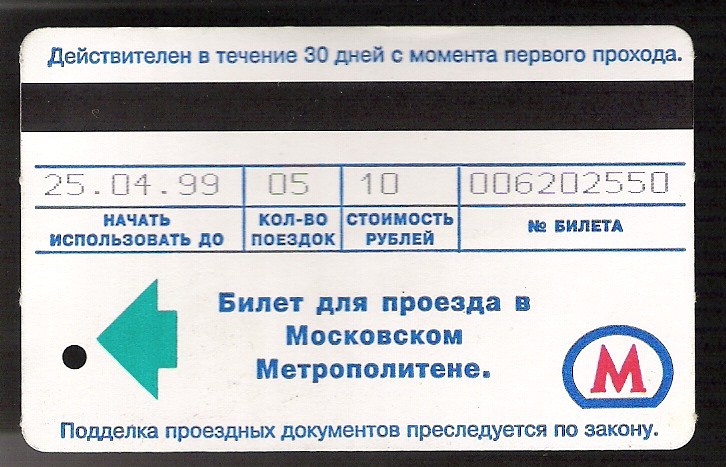 Действителен в течение 30 дней с момента первого прохода.
25.04.99 05 10 006202550
НАЧАТЬ ИСПОЛЬЗОВАТЬ ДО
КОЛ-ВО ПОЕЗДОК
СТОИМОСТЬ РУБЛЕЙ
№ БИЛЕТА
Билет для проезда в
Московском
Метрополитене.
М
Подделка проездных документов преследуется по закону.